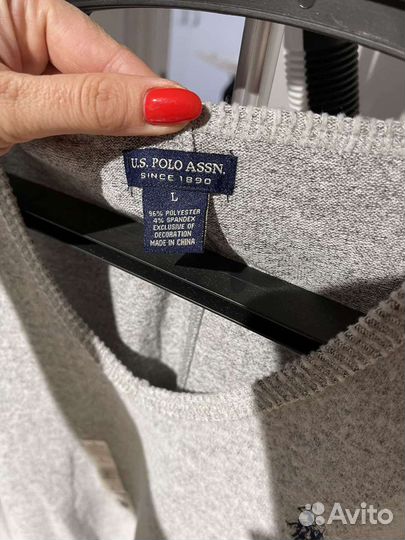 U.S. POLO ASSN.
SINCE 1890
L
96% POLYESTER
4% SPANDEX
EXCLUSIVE OF
DECORATION
MADE IN CHINA
Avito